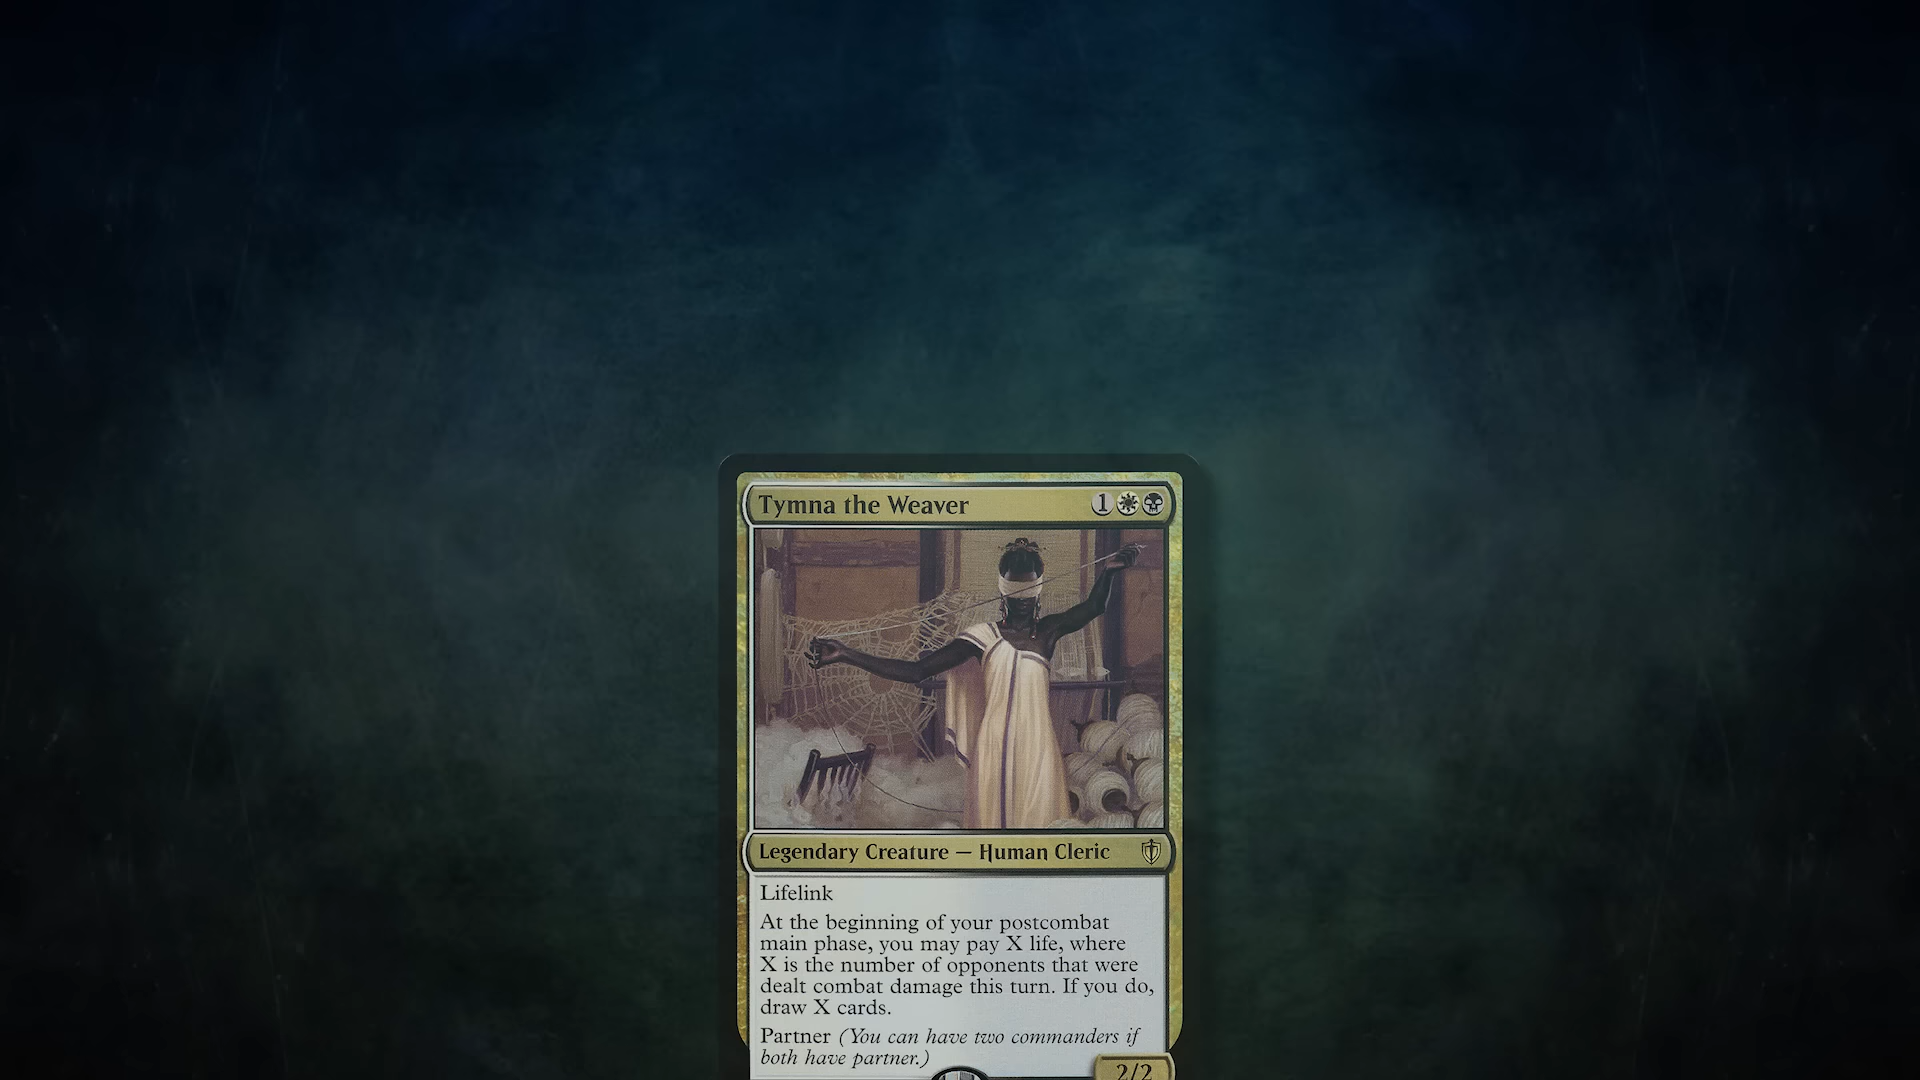 Tymna the Weaver 1
Legendary Creature — Human Cleric
Lifelink
At the beginning of your postcombat
main phase, you may pay X life, where
X is the number of opponents that were
dealt combat damage this turn. If you do,
draw X cards.
Partner (You can have two commanders if
both have partner.)
2/2